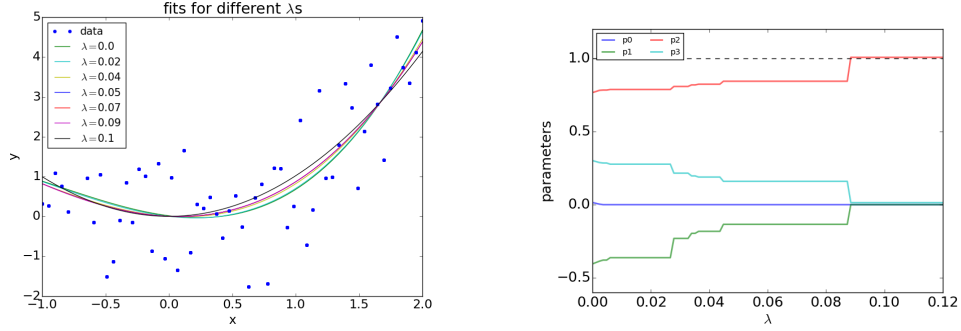 fits for different λs
data
λ=0.0
λ=0.02
λ=0.04
λ=0.05
λ=0.07
λ=0.09
λ=0.1
5
4
3
2
1
0
−1
−2
y
−1.0 −0.5 0.0 0.5 1.0 1.5 2.0
x
p0 p2
p1 p3
1.0
0.5
0.0
−0.5
parameters
0.00 0.02 0.04 0.06 0.08 0.10 0.12
λ